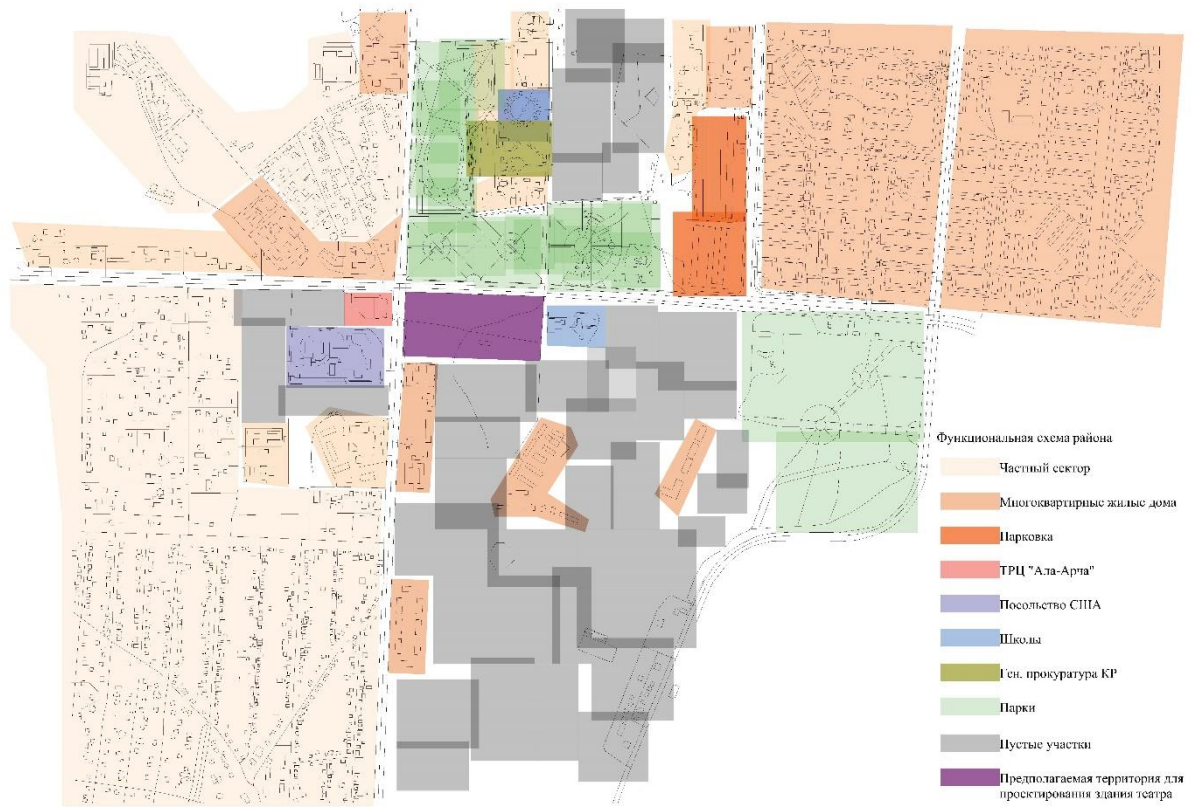 Функциональная схема района
Частный сектор
Многоквартирные жилые дома
Парковка
ТРЦ "Ала-Арча"
Посольство США
Школы
Ген. прокуратура КР
Парки
Пустые участки
Предполагаемая территория для
проектирования здания театра